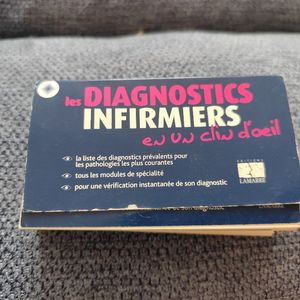 les DIAGNOSTICS
INFIRMIERS
en un clin d'oeil
la liste des diagnostics prévalents pour
les pathologies les plus courantes
tous les modules de spécialité
pour une vérification instantanée de son diagnostic
EDITIONS
LAMARRE